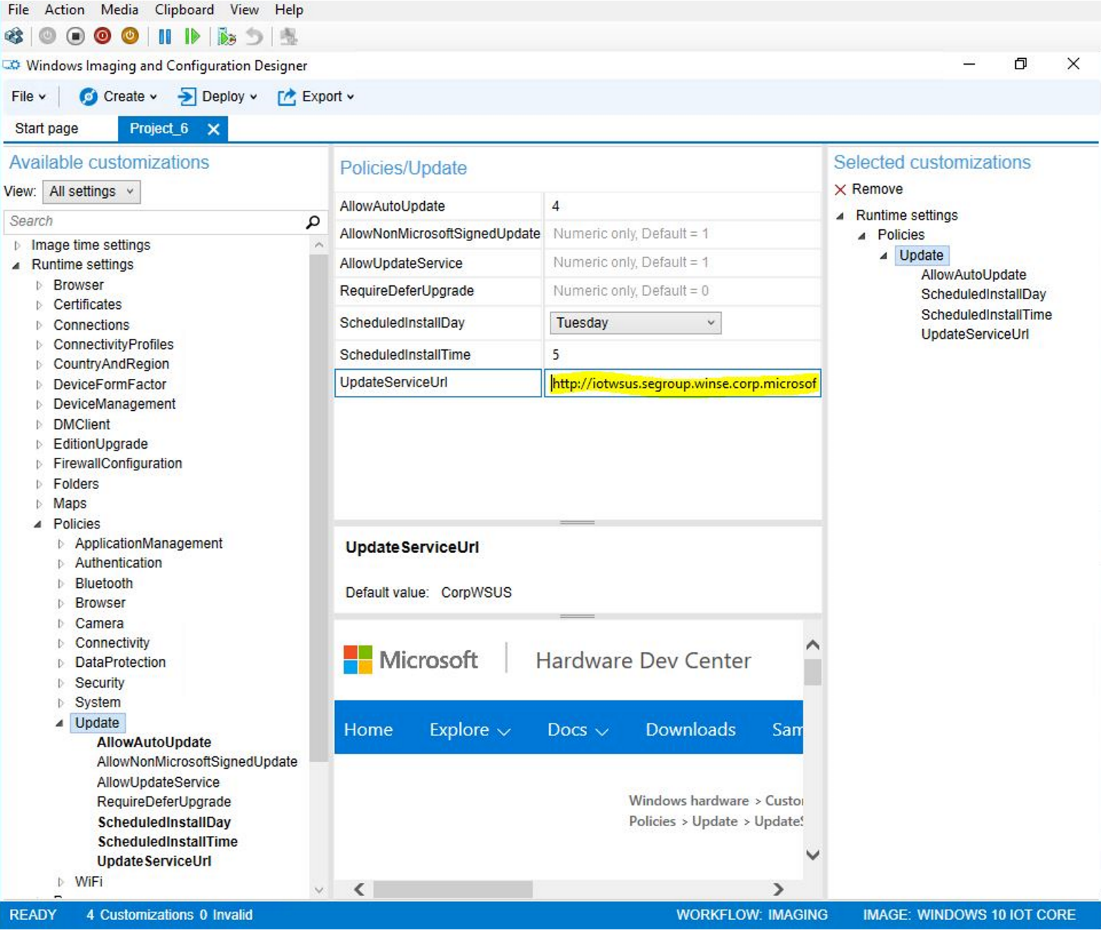 File Action Media Clipboard View Help
Windows Imaging and Configuration Designer
File Create Deploy Export
Start page Project_6
Available customizations
View: All settings
Search
Image time settings
Runtime settings
Browser
Certificates
Connections
ConnectivityProfiles
CountryAndRegion
DeviceFormFactor
DeviceManagement
DMClient
EditionUpgrade
FirewallConfiguration
Folders
Maps
Policies
ApplicationManagement
Authentication
Bluetooth
Browser
Camera
Connectivity
DataProtection
Security
System
Update
AllowAutoUpdate
AllowNonMicrosoftSignedUpdate
AllowUpdateService
RequireDeferUpgrade
ScheduledInstallDay
ScheduledInstallTime
UpdateServiceUrl
WiFi
Policies/Update
AllowAutoUpdate 4
AllowNonMicrosoftSignedUpdate Numeric only, Default = 1
AllowUpdateService Numeric only, Default = 1
RequireDeferUpgrade Numeric only, Default = 0
ScheduledInstallDay Tuesday
ScheduledInstallTime 5
UpdateServiceUrl http://iotwsus.segroup.winse.corp.microsof
UpdateServiceUrl
Default value: CorpWSUS
Microsoft Hardware Dev Center
Home Explore Docs Downloads Sam
Windows hardware > Custo
Policies > Update > Update
Selected customizations
Remove
Runtime settings
Policies
Update
AllowAutoUpdate
ScheduledInstallDay
ScheduledInstallTime
UpdateServiceUrl
READY 4 Customizations 0 Invalid WORKFLOW: IMAGING IMAGE: WINDOWS 10 IOT CORE